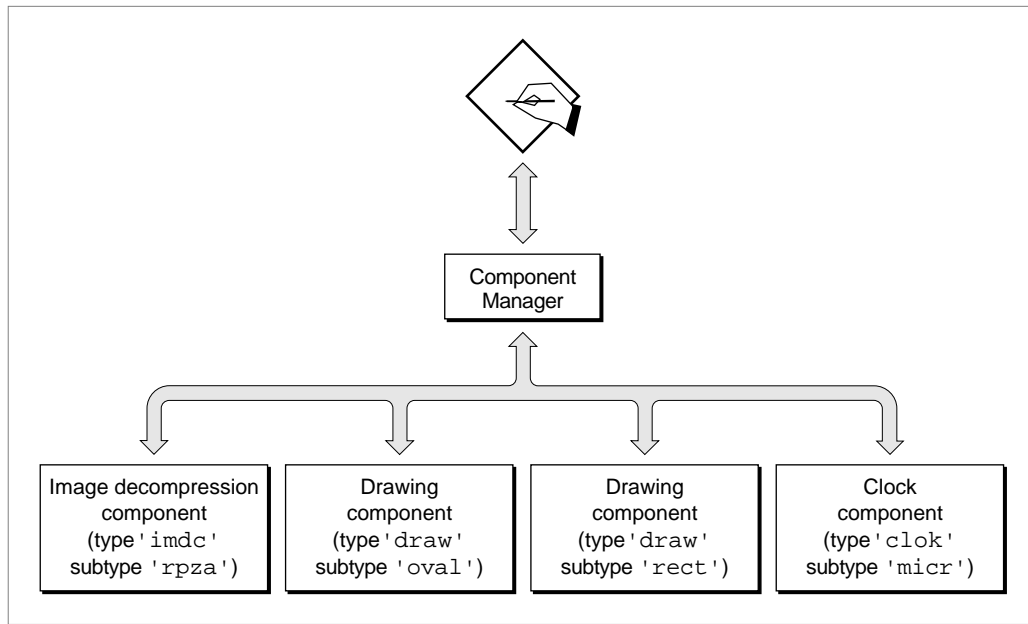 Component
Manager
Image decompression
component
(type 'imdc'
subtype 'rpza')
Drawing
component
(type 'draw'
subtype 'oval')
Drawing
component
(type 'draw'
subtype 'rect')
Clock
component
(type 'clok'
subtype 'micr')